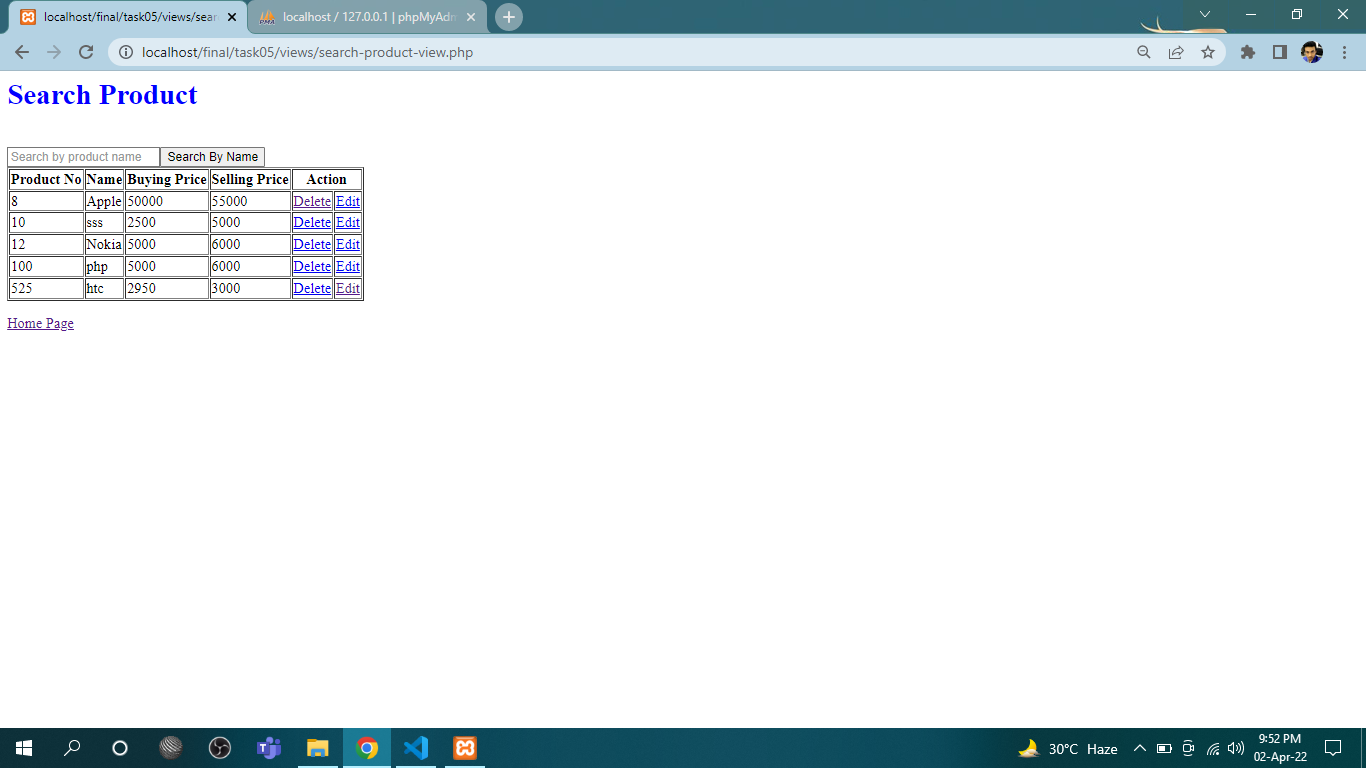 localhost/final/task05/views/sear
localhost / 127.0.0.1 | phpMyAdm
localhost/final/task05/views/search-product-view.php
Search Product
Search by product name Search By Name
Product No Name Buying Price Selling Price Action
8 Apple 50000 55000 Delete Edit
10 sss 2500 5000 Delete Edit
12 Nokia 5000 6000 Delete Edit
100 php 5000 6000 Delete Edit
525 htc 2950 3000 Delete Edit
Home Page
30°C Haze
9:52 PM
02-Apr-22